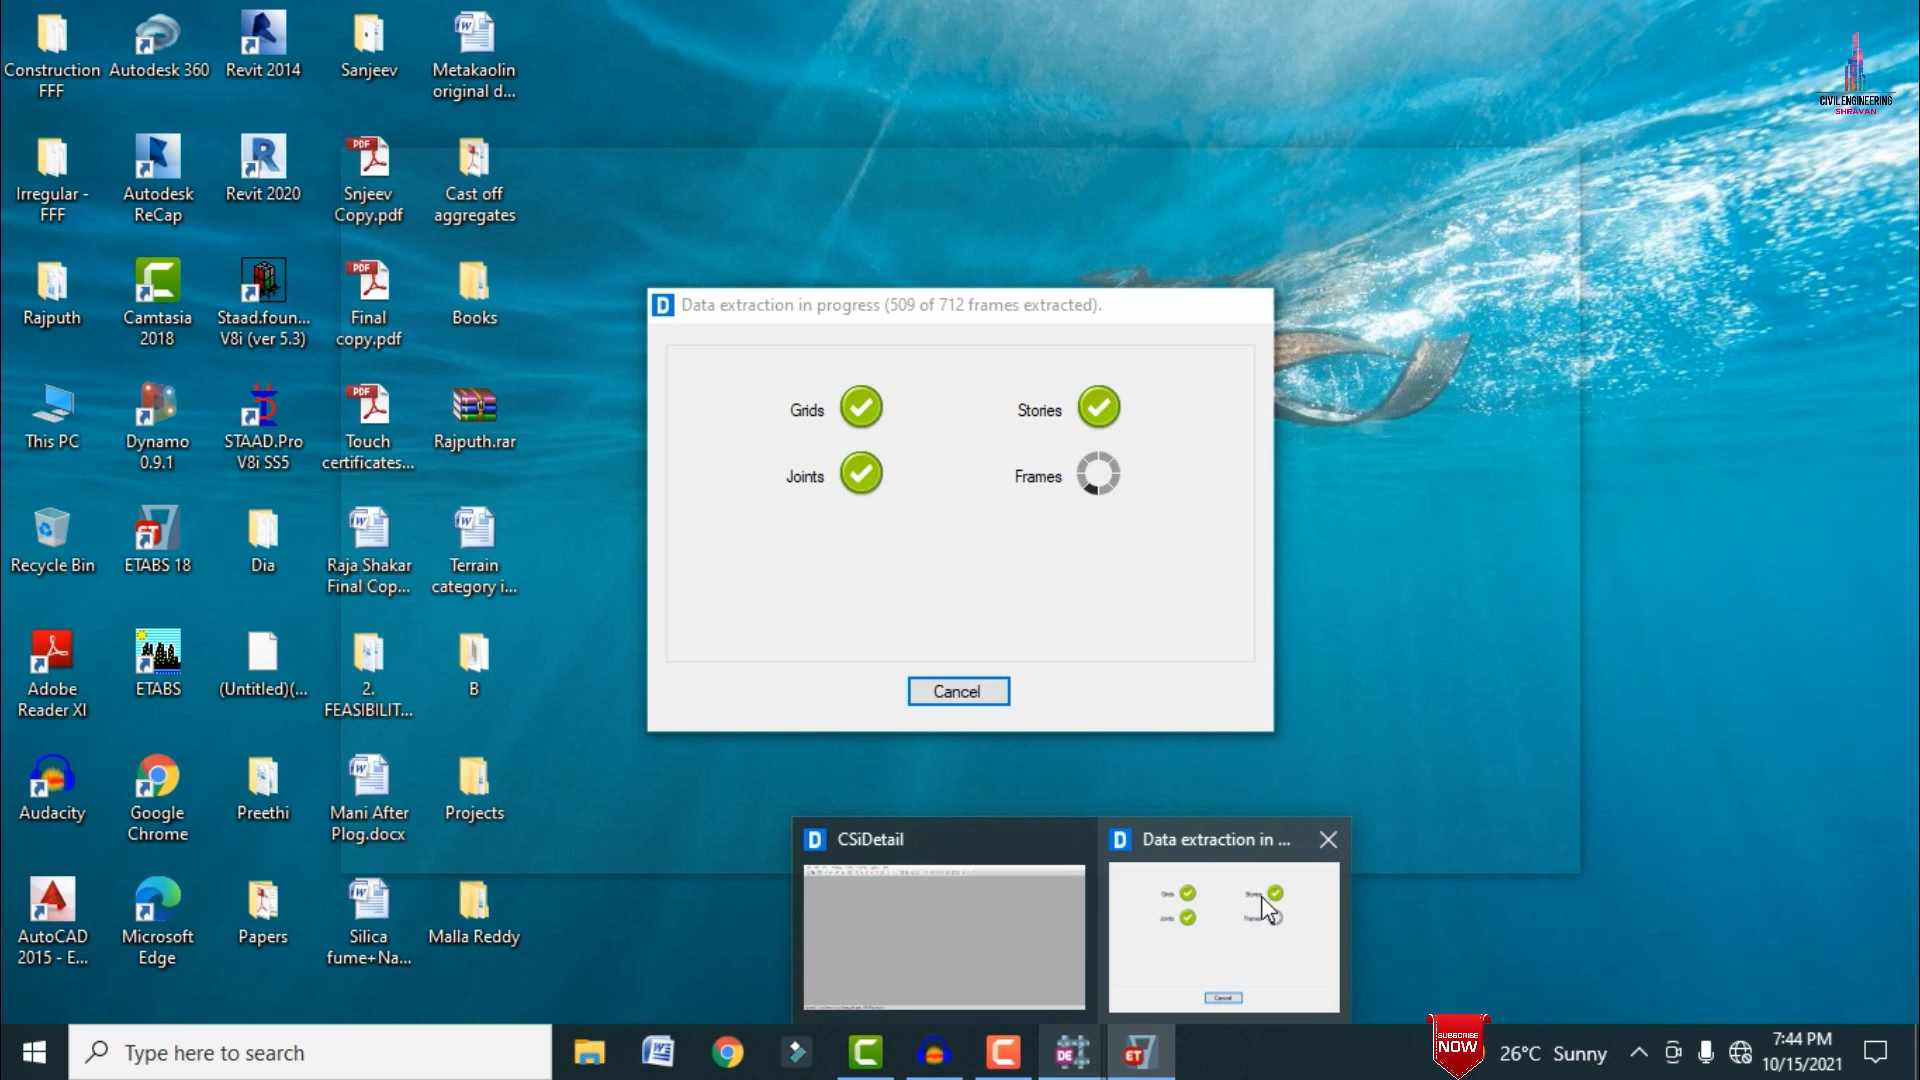 Construction FFF
Autodesk 360
Revit 2014
Sanjeev
Metakaolin original d...
CIVIL ENGINEERING
SHRAVAN
Irregular - FFF
Autodesk ReCap
Revit 2020
Snjeev Copy.pdf
Cast off aggregates
Rajputh
Camtasia 2018
Staad.foun... V8i (ver 5.3)
Final copy.pdf
Books
Data extraction in progress (509 of 712 frames extracted).
Grids
Stories
Joints
Frames
Cancel
This PC
Dynamo 0.9.1
STAAD.Pro V8i SS5
Touch certificates...
Rajputh.rar
Recycle Bin
ETABS 18
Dia
Raja Shakar Final Cop...
Terrain category i...
Adobe Reader XI
ETABS
(Untitled)(...
2. FEASIBILIT...
B
Audacity
Google Chrome
Preethi
Mani After Plog.docx
Projects
AutoCAD 2015 - E...
Microsoft Edge
Papers
Silica fume+Na...
Malla Reddy
CSiDetail
Data extraction in ...
Type here to search
SUBSCRIBE
NOW
26°C Sunny
7:44 PM
10/15/2021